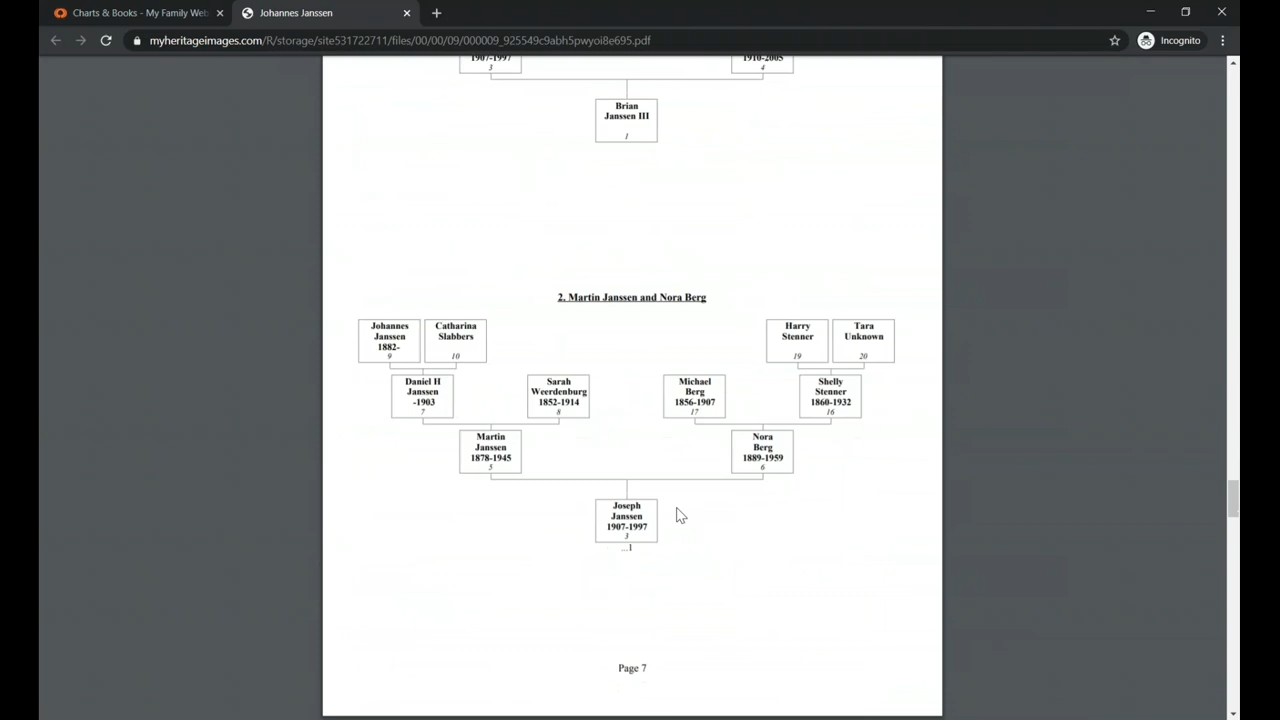 Charts & Books - My Family Web
Johannes Janssen
myheritageimages.com/R/storage/site531722711/files/00/00/09/000009_925549c9abh5pwyoi8e695.pdf
Incognito
1907-1997
3
1910-2005
4
Brian
Janssen III
1
2. Martin Janssen and Nora Berg
Johannes
Janssen
1882-
9
Catharina
Slabbers
10
Harry
Stenner
19
Tara
Unknown
20
Daniel H
Janssen
-1903
7
Sarah
Weerdenburg
1852-1914
8
Michael
Berg
1856-1907
17
Shelly
Stenner
1860-1932
16
Martin
Janssen
1878-1945
5
Nora
Berg
1889-1959
6
Joseph
Janssen
1907-1997
3
...1
Page 7